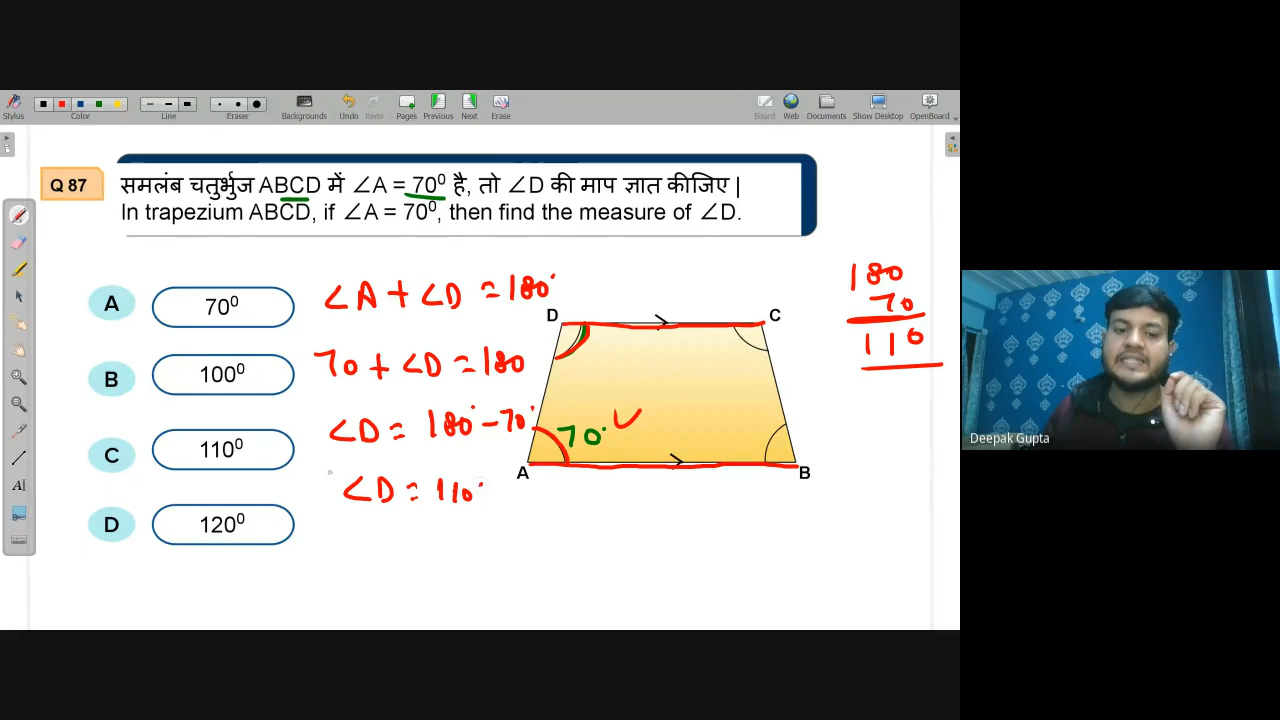 Stylus Color Line Eraser Backgrounds Undo Redo Pages Previous Next Erase Board Web Documents Show Desktop OpenBoard
Q 87
समलंब चतुर्भुज ABCD में ∠A = 70⁰ है, तो ∠D की माप ज्ञात कीजिए |
In trapezium ABCD, if ∠A = 70⁰, then find the measure of ∠D.
A 70⁰
B 100⁰
C 110⁰
D 120⁰
∠A + ∠D = 180°
70 + ∠D = 180
∠D = 180° - 70°
∠D = 110°
D C
70°
A B
180
70
110
AI
Deepak Gupta